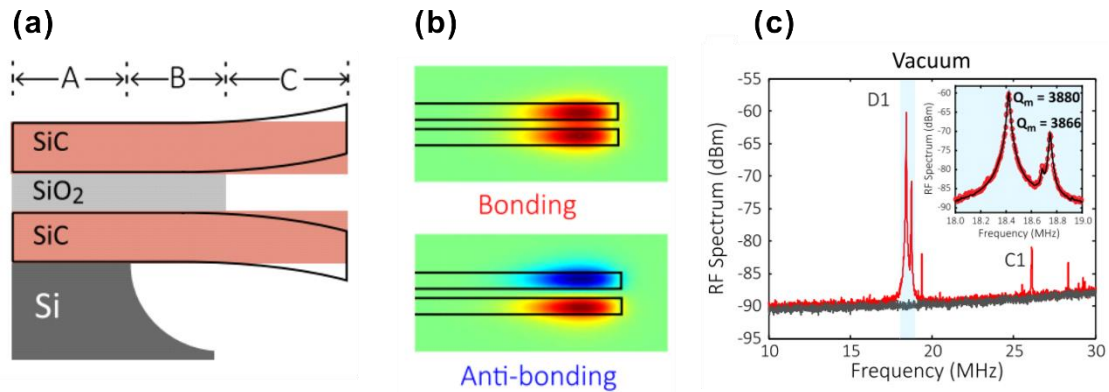 (a)
A B C
SiC
SiO2
SiC
Si
(b)
Bonding
Anti-bonding
(c)
Vacuum
D1
C1
RF Spectrum (dBm)
-55
-60
-65
-70
-75
-80
-85
-90
-95
10 15 20 25 30
Frequency (MHz)
Qm = 3880
Qm = 3866
RF Spectrum (dBm)
-60
-65
-70
-75
-80
-85
-90
18.0 18.2 18.4 18.6 18.8 19.0
Frequency (MHz)